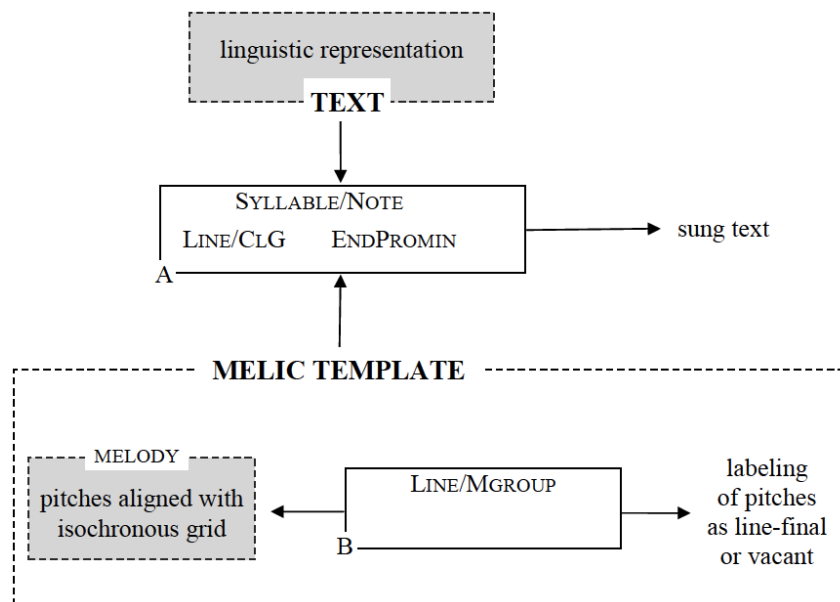 linguistic representation
TEXT
SYLLABLE/NOTE
LINE/CLG ENDPROMIN
A
sung text
MELIC TEMPLATE
MELODY
pitches aligned with
isochronous grid
LINE/MGROUP
B
labeling
of pitches
as line-final
or vacant